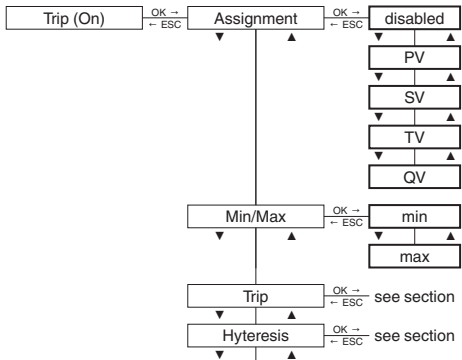 Trip (On)
OK →
← ESC
Assignment
OK →
← ESC
disabled
▼ ▲
▼ ▲
PV
▼ ▲
SV
▼ ▲
TV
▼ ▲
QV
Min/Max
OK →
← ESC
min
▼ ▲
▼ ▲
max
Trip
OK →
← ESC
see section
▼ ▲
Hyteresis
OK →
← ESC
see section
▼ ▲